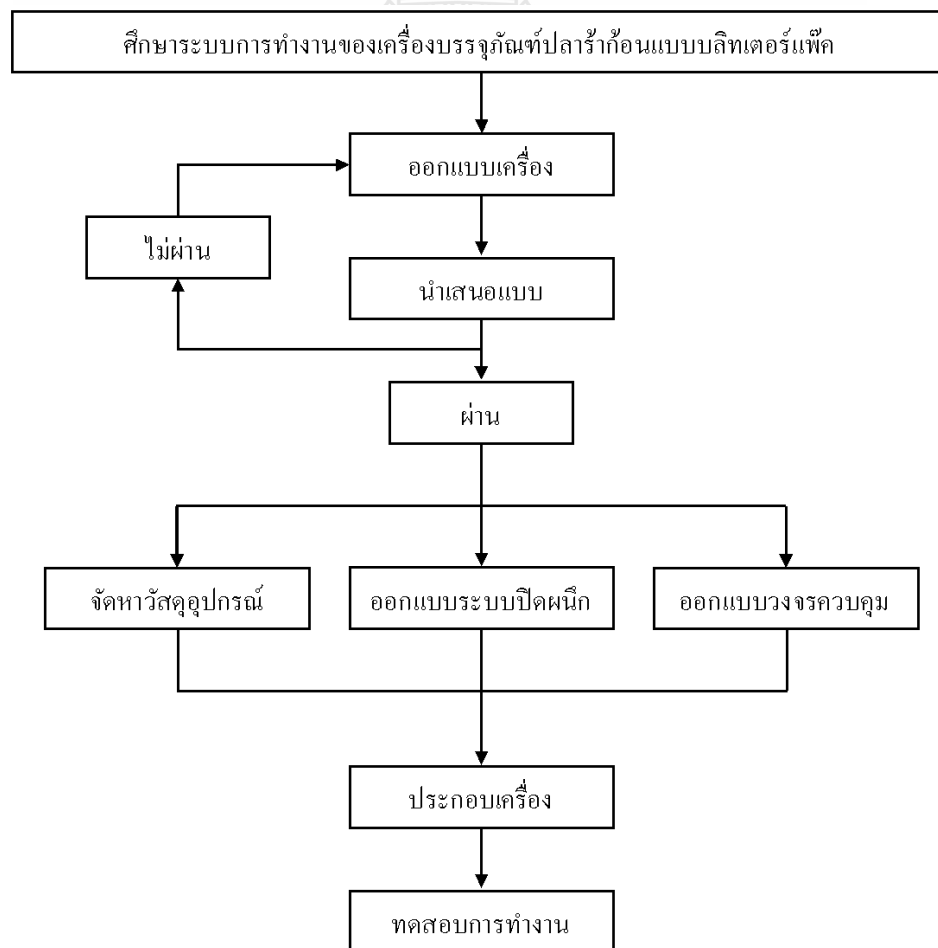 ศึกษาระบบการทำงานของเครื่องบรรจุภัณฑ์ปลาร้าก้อนแบบบลิทเตอร์แพ๊ค
ออกแบบเครื่อง
ไม่ผ่าน
นำเสนอแบบ
ผ่าน
จัดหาวัสดุอุปกรณ์
ออกแบบระบบปิดผนึก
ออกแบบวงจรควบคุม
ประกอบเครื่อง
ทดสอบการทำงาน